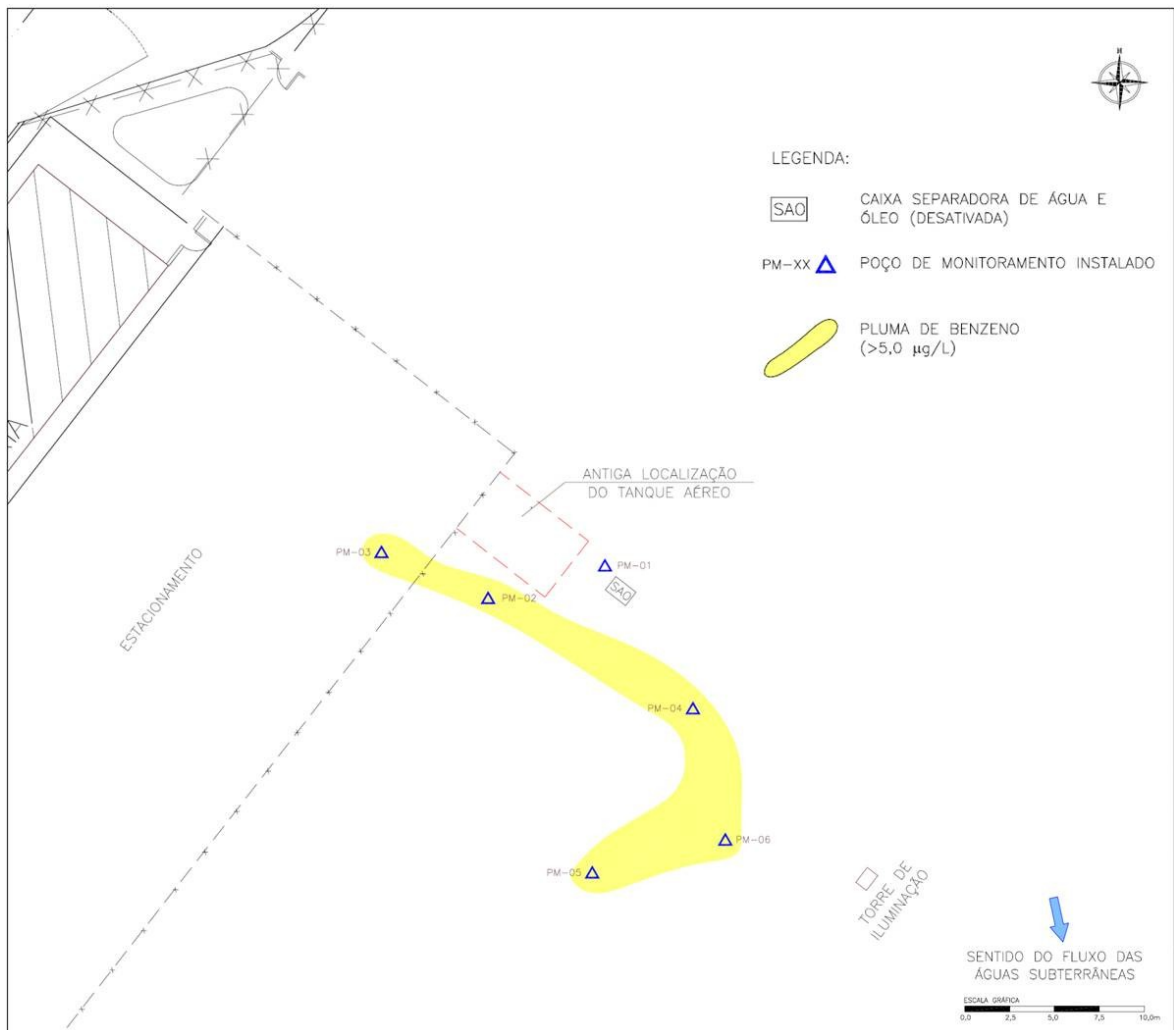 N
LEGENDA:
SAO
CAIXA SEPARADORA DE ÁGUA E
ÓLEO (DESATIVADA)
PM-XX
POÇO DE MONITORAMENTO INSTALADO
PLUMA DE BENZENO
(>5,0 µg/L)
ANTIGA LOCALIZAÇÃO
DO TANQUE AÉREO
PM-03
PM-01
SAO
PM-02
ESTACIONAMENTO
PM-04
PM-06
PM-05
TORRE DE
ILUMINAÇÃO
SENTIDO DO FLUXO DAS
ÁGUAS SUBTERRÂNEAS
ESCALA GRÁFICA
0,0 2,5 5,0 7,5 10,0m